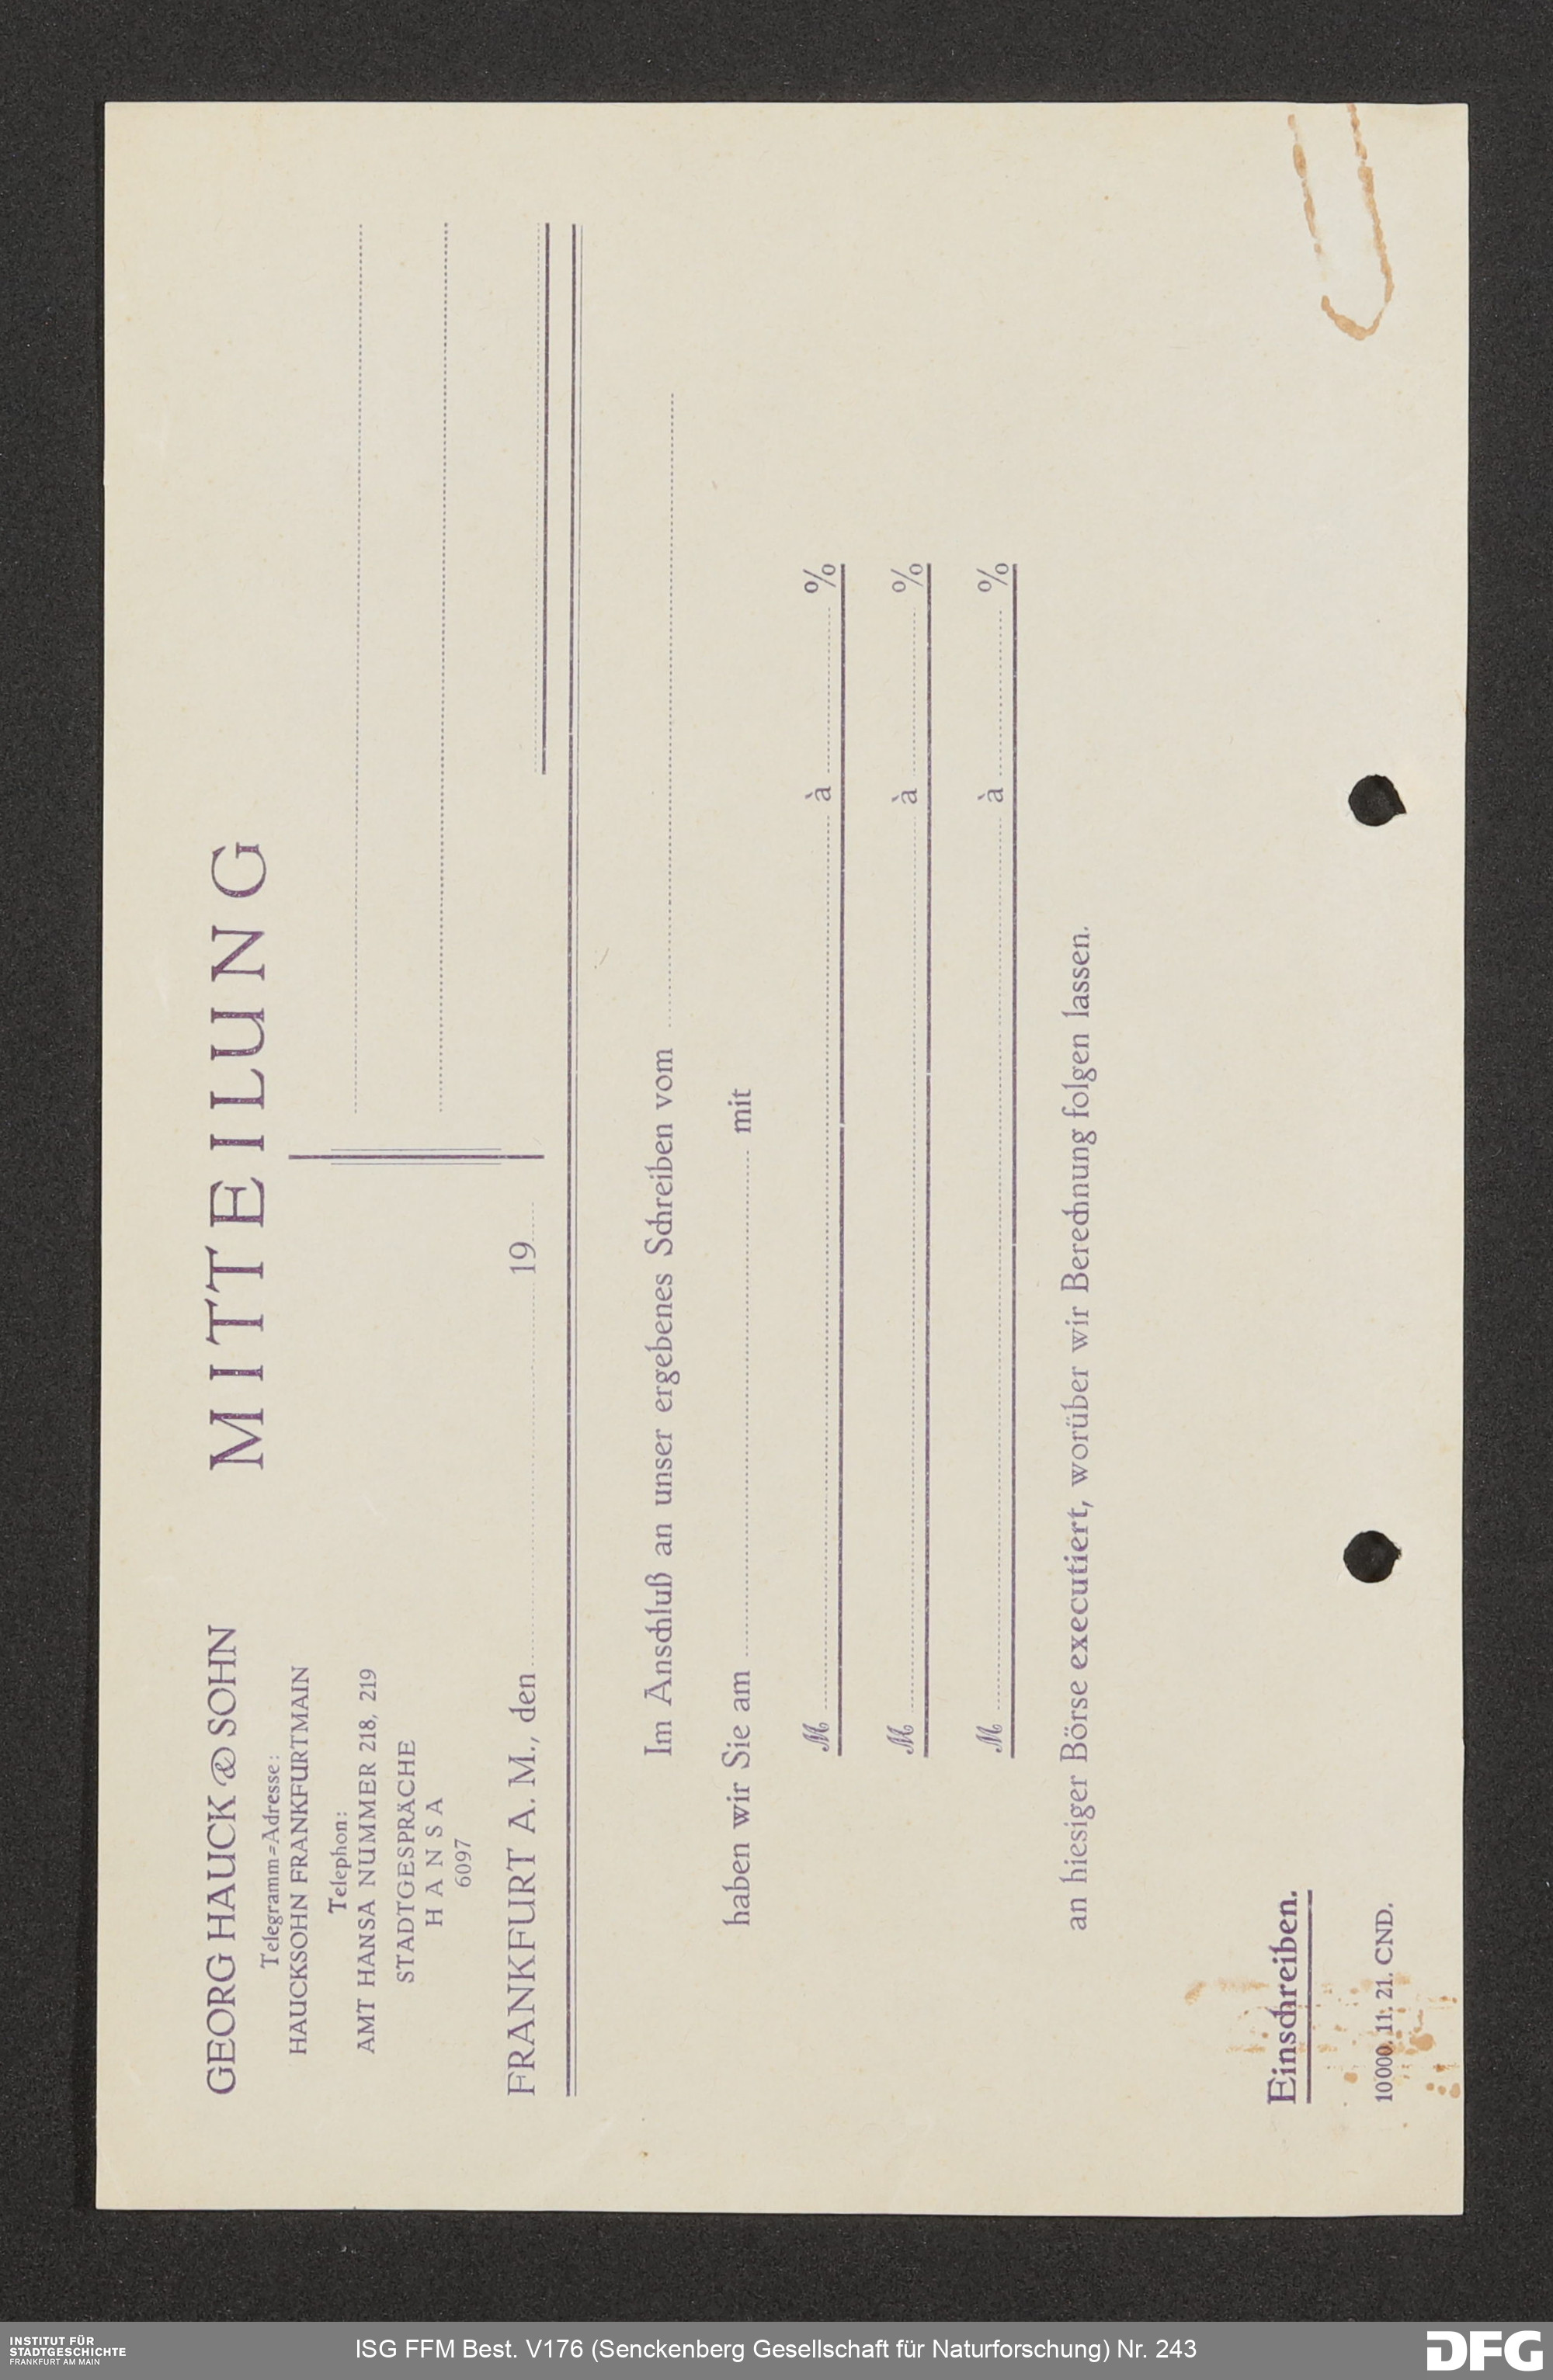 GEORG HAUCK & SOHN
Telegramm=Adresse:
HAUCKSOHN FRANKFURTMAIN
Telephon:
AMT HANSA NUMMER 218, 219
STADTGESPRÄCHE
HANSA
6097
MITTEILUNG
FRANKFURT A. M., den 19
Im Anschluß an unser ergebenes Schreiben vom
haben wir Sie am mit
ℳ à %
ℳ à %
ℳ à %
an hiesiger Börse executiert, worüber wir Berechnung folgen lassen.
Einschreiben.
10000. 11. 21. CND.
INSTITUT FÜR
STADTGESCHICHTE
FRANKFURT AM MAIN
ISG FFM Best. V176 (Senckenberg Gesellschaft für Naturforschung) Nr. 243
DFG